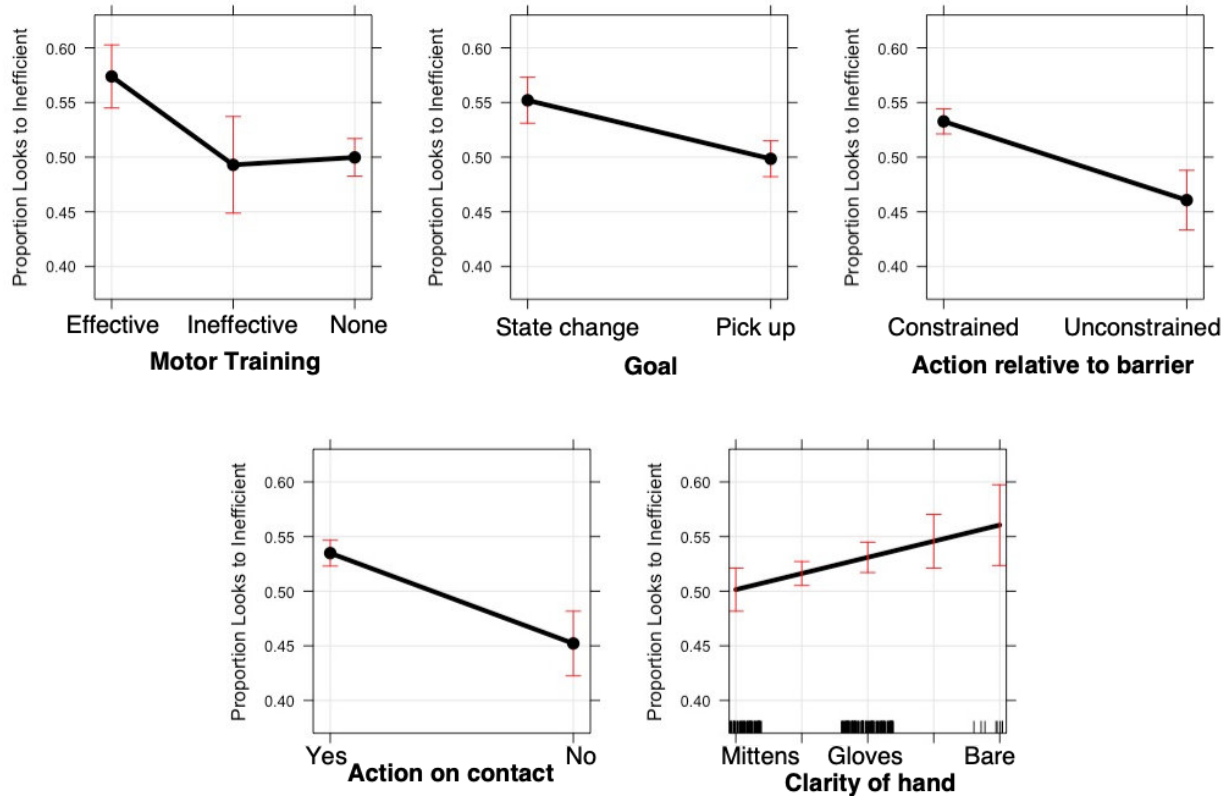 Proportion Looks to Inefficient
0.60
0.55
0.50
0.45
0.40
Effective Ineffective None
Motor Training
Proportion Looks to Inefficient
0.60
0.55
0.50
0.45
0.40
State change Pick up
Goal
Proportion Looks to Inefficient
0.60
0.55
0.50
0.45
0.40
Constrained Unconstrained
Action relative to barrier
Proportion Looks to Inefficient
0.60
0.55
0.50
0.45
0.40
Yes No
Action on contact
Proportion Looks to Inefficient
0.60
0.55
0.50
0.45
0.40
Mittens Gloves Bare
Clarity of hand